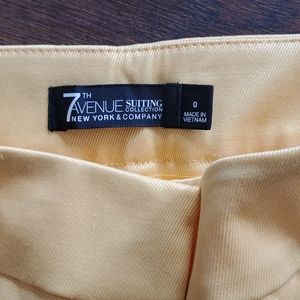 7TH
AVENUE SUITING
COLLECTION
NEW YORK & COMPANY
0
MADE IN
VIETNAM